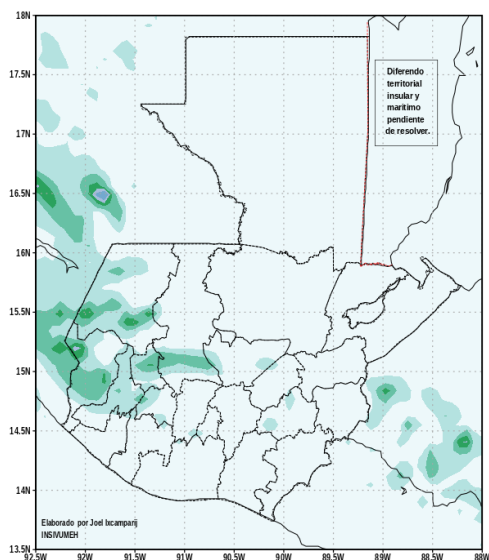 18N
17.5N
17N
16.5N
16N
15.5N
15N
14.5N
14N
13.5N
Diferendo
territorial
insular y
marítimo
pendiente
de resolver.
Elaborado por Joel Ixcamparij
INSIVUMEH
92.5W 92W 91.5W 91W 90.5W 90W 89.5W 89W 88.5W 88W